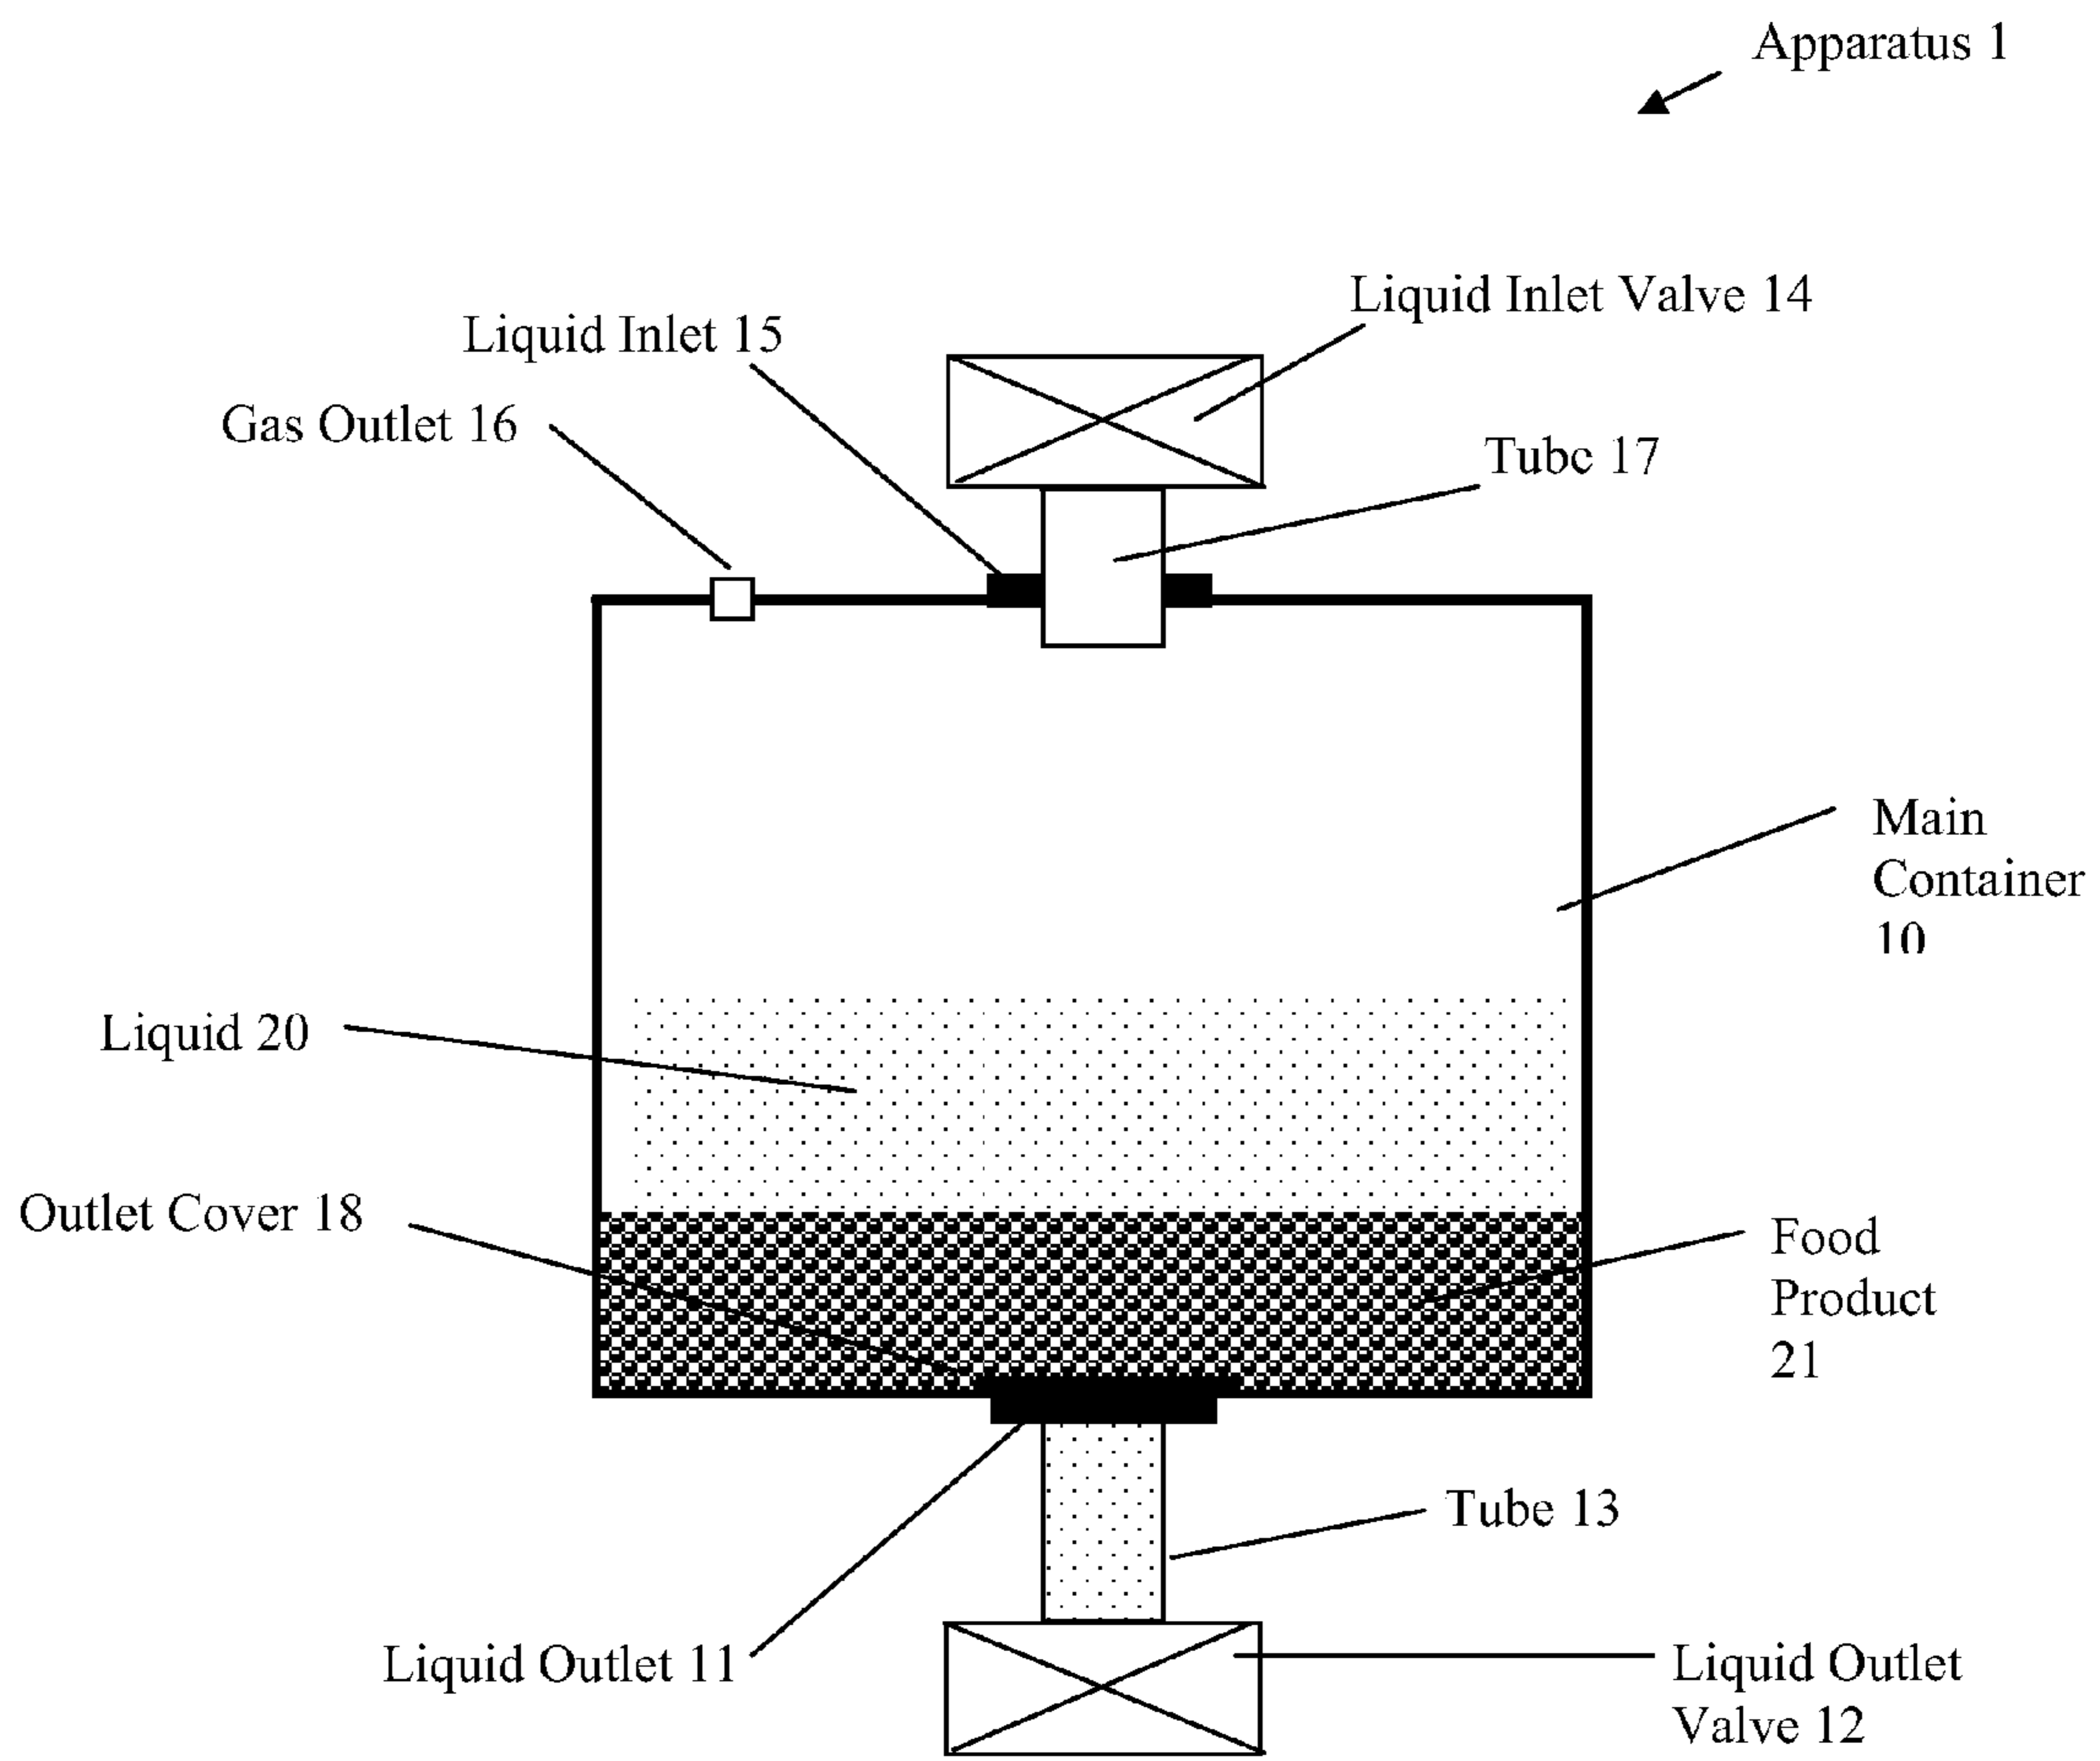 Apparatus 1
Liquid Inlet Valve 14
Liquid Inlet 15
Gas Outlet 16
Tube 17
Main
Container
10
Liquid 20
Outlet Cover 18
Food
Product
21
Tube 13
Liquid Outlet 11
Liquid Outlet
Valve 12